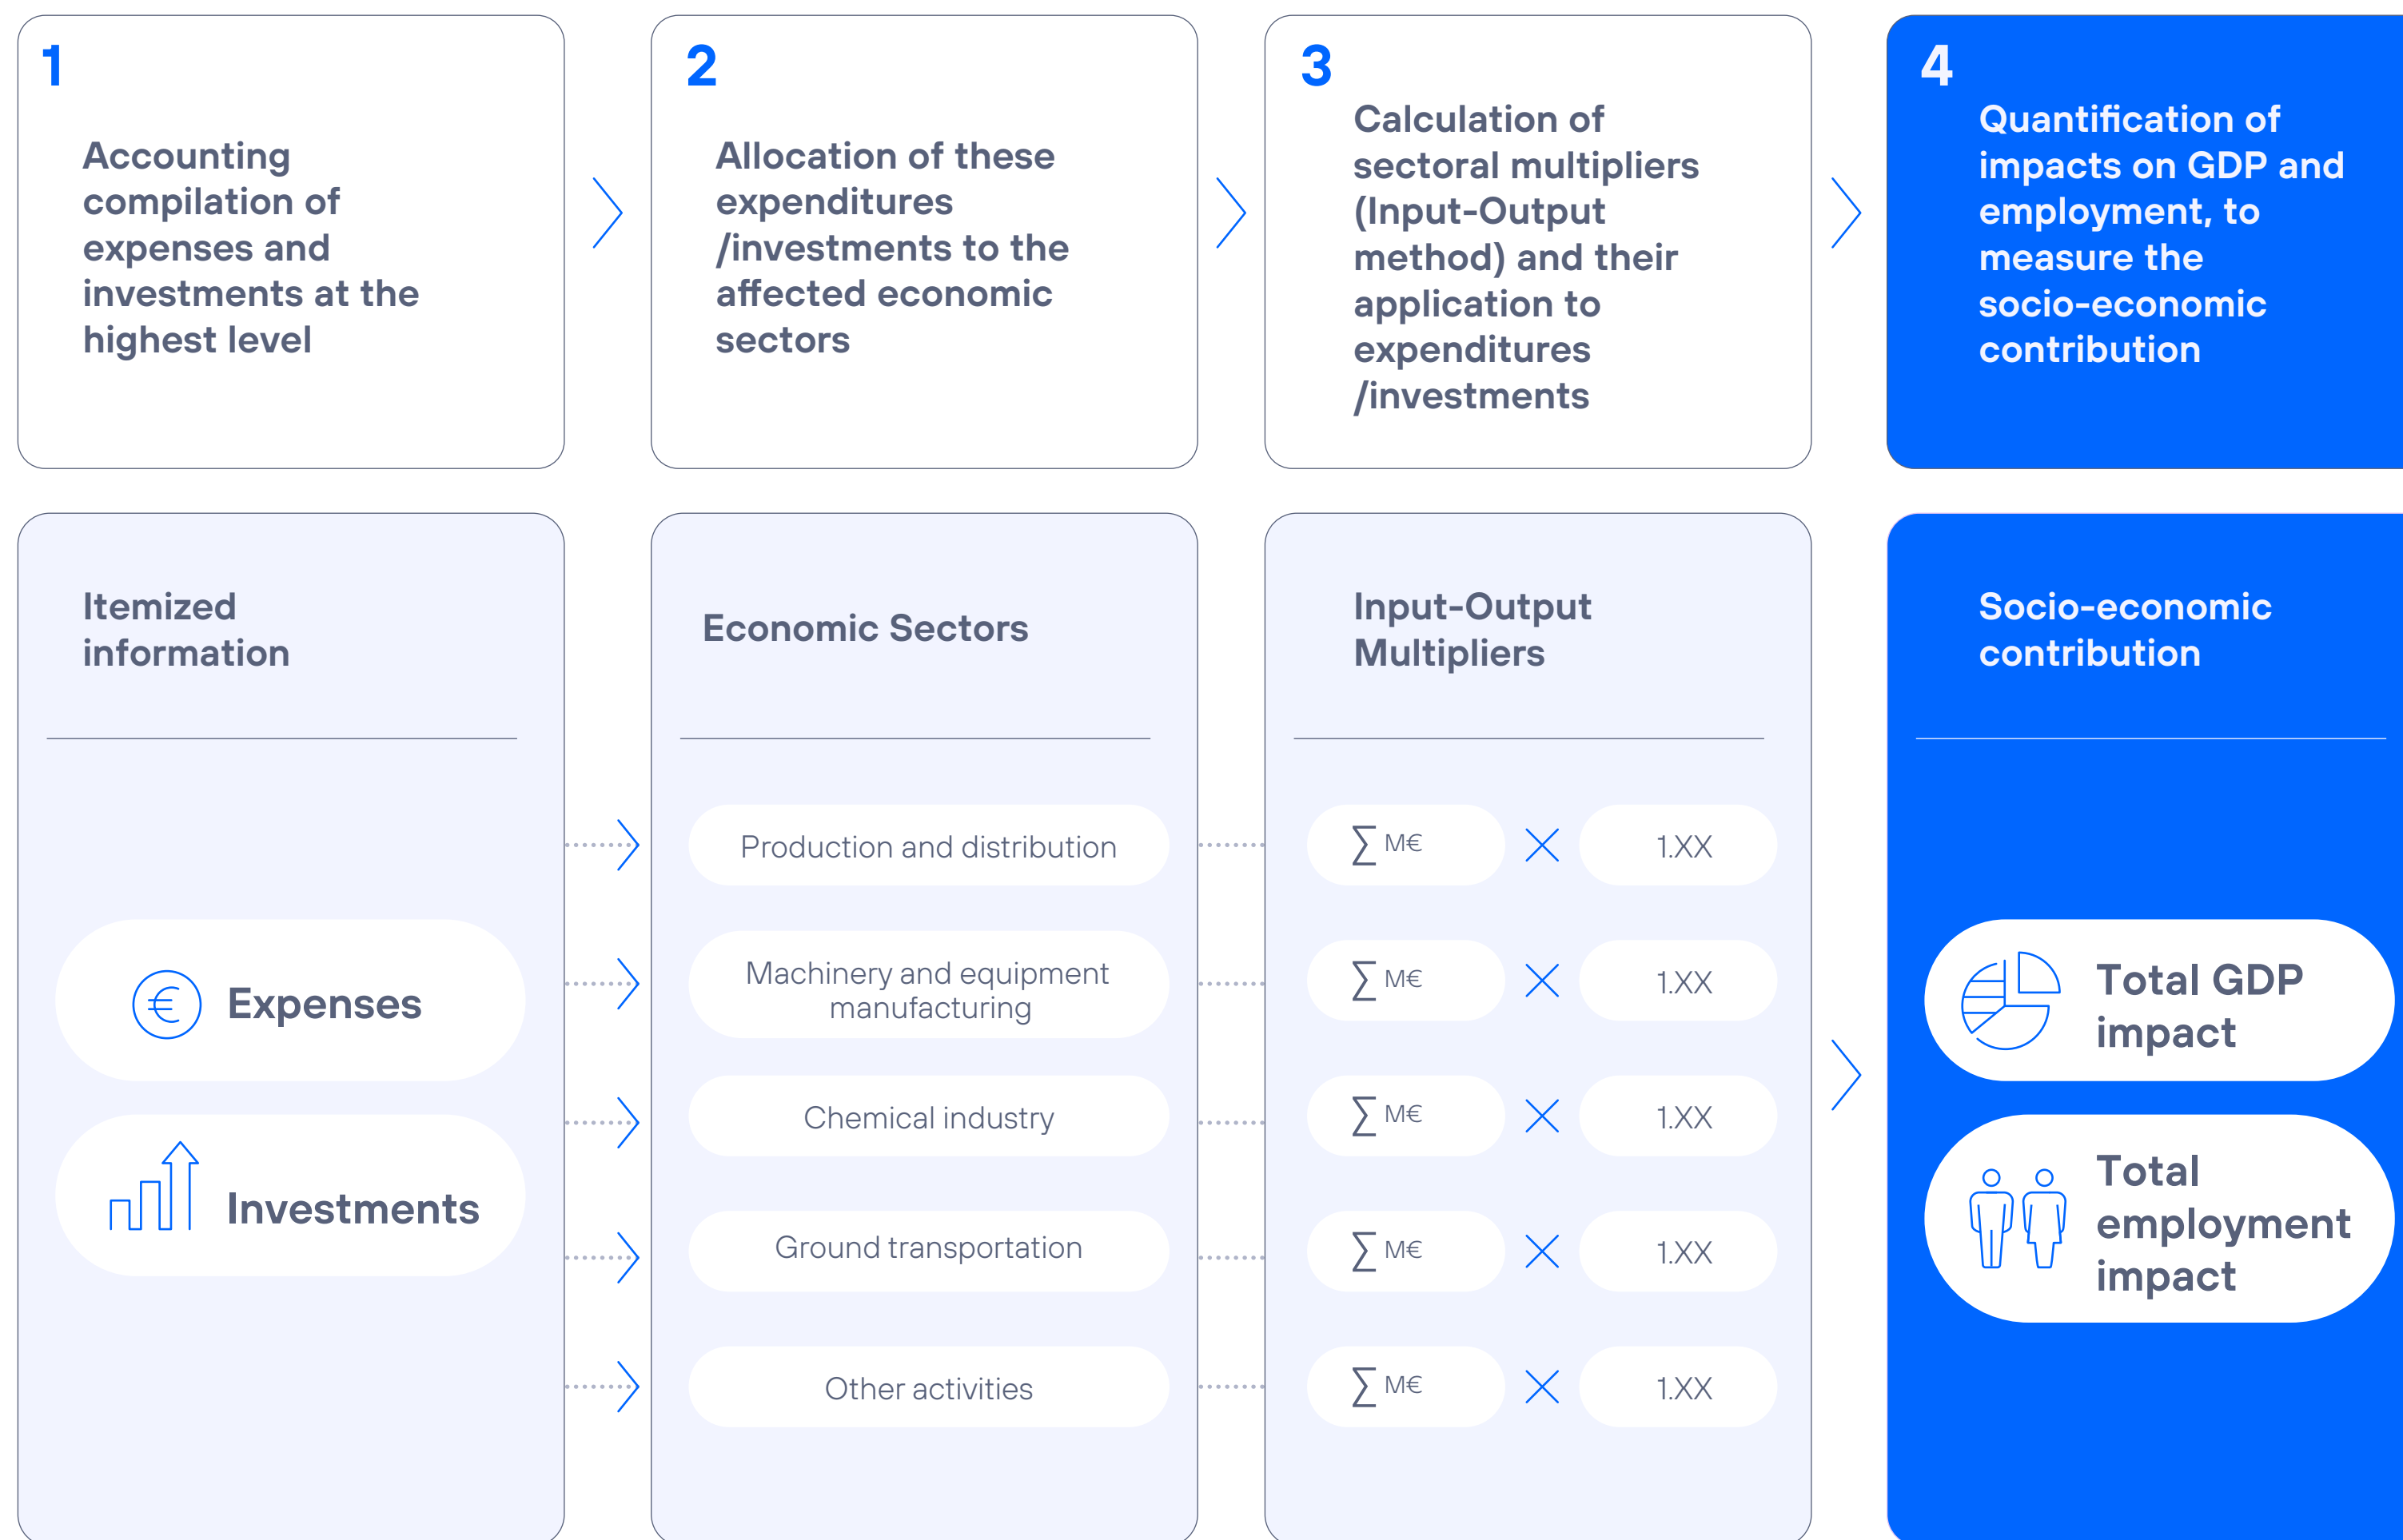 1
Accounting
compilation of
expenses and
investments at the
highest level
2
Allocation of these
expenditures
/investments to the
affected economic
sectors
3
Calculation of
sectoral multipliers
(Input-Output
method) and their
application to
expenditures
/investments
4
Quantification of
impacts on GDP and
employment, to
measure the
socio-economic
contribution
Itemized
information
€ Expenses
Investments
Economic Sectors
Production and distribution
Machinery and equipment
manufacturing
Chemical industry
Ground transportation
Other activities
Input-Output
Multipliers
∑ M€ × 1.XX
∑ M€ × 1.XX
∑ M€ × 1.XX
∑ M€ × 1.XX
∑ M€ × 1.XX
Socio-economic
contribution
Total GDP
impact
Total
employment
impact